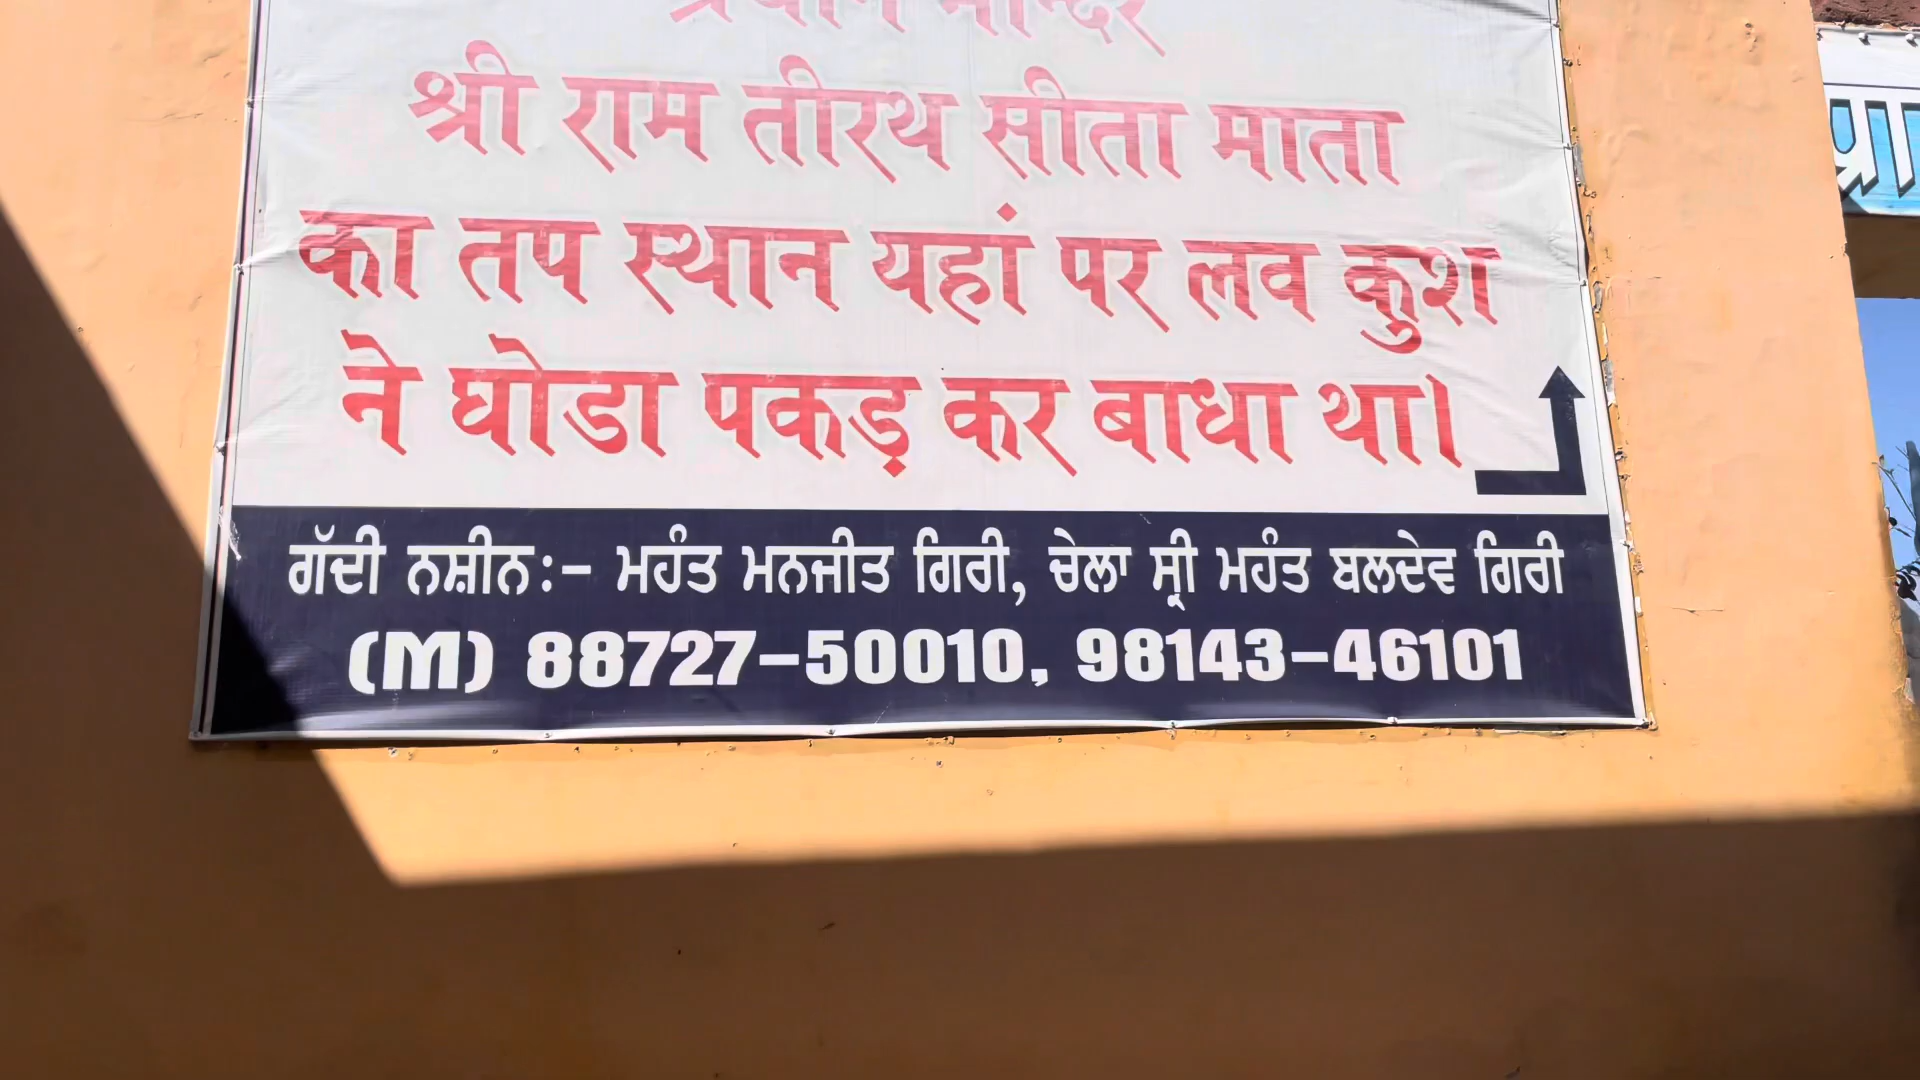 श्री राम तीरथ सीता माता
का तप स्थान यहां पर लव कुश
ने घोडा पकड़ कर बाधा था।
ਗੱਦੀ ਨਸ਼ੀਨ:- ਮਹੰਤ ਮਨਜੀਤ ਗਿਰੀ, ਚੇਲਾ ਸ੍ਰੀ ਮਹੰਤ ਬਲਦੇਵ ਗਿਰੀ
(M) 88727-50010, 98143-46101